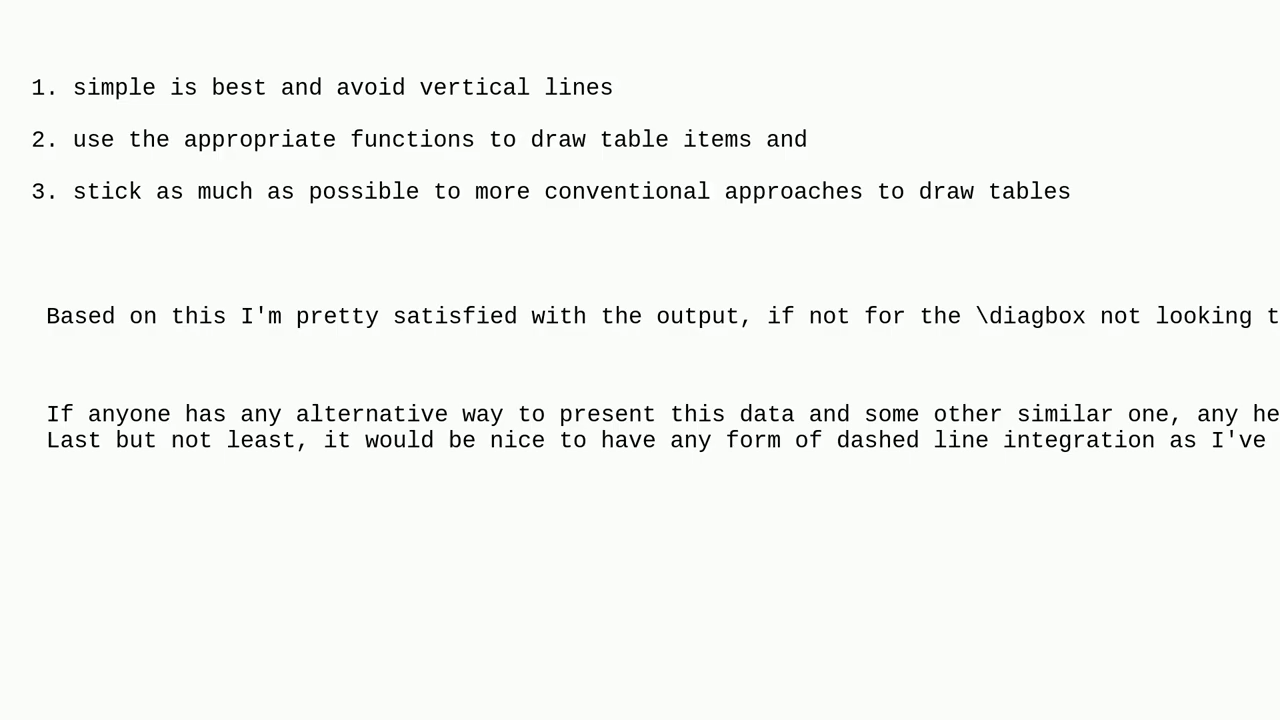 1. simple is best and avoid vertical lines
2. use the appropriate functions to draw table items and
3. stick as much as possible to more conventional approaches to draw tables
Based on this I'm pretty satisfied with the output, if not for the \diagbox not looking
If anyone has any alternative way to present this data and some other similar one, any
Last but not least, it would be nice to have any form of dashed line integration as I've